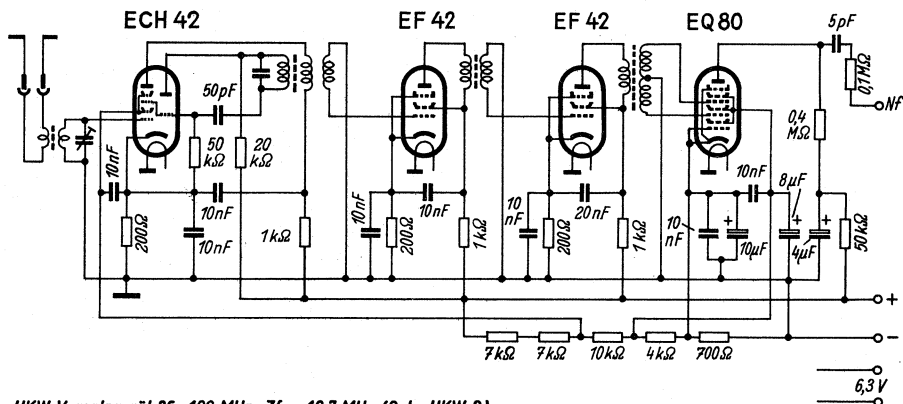 ECH 42
EF 42
EF 42
EQ 80
5pF
0,1MΩ
Nf
50pF
0,4 MΩ
10nF
50 kΩ
20 kΩ
10nF
10nF
200Ω
10nF
1kΩ
10nF
200Ω
10nF
1kΩ
10 nF
200Ω
20nF
1kΩ
10 nF
10µF
8µF
4µF
50kΩ
+
+
+
+
-
7kΩ
7kΩ
10kΩ
4kΩ
700Ω
6,3V